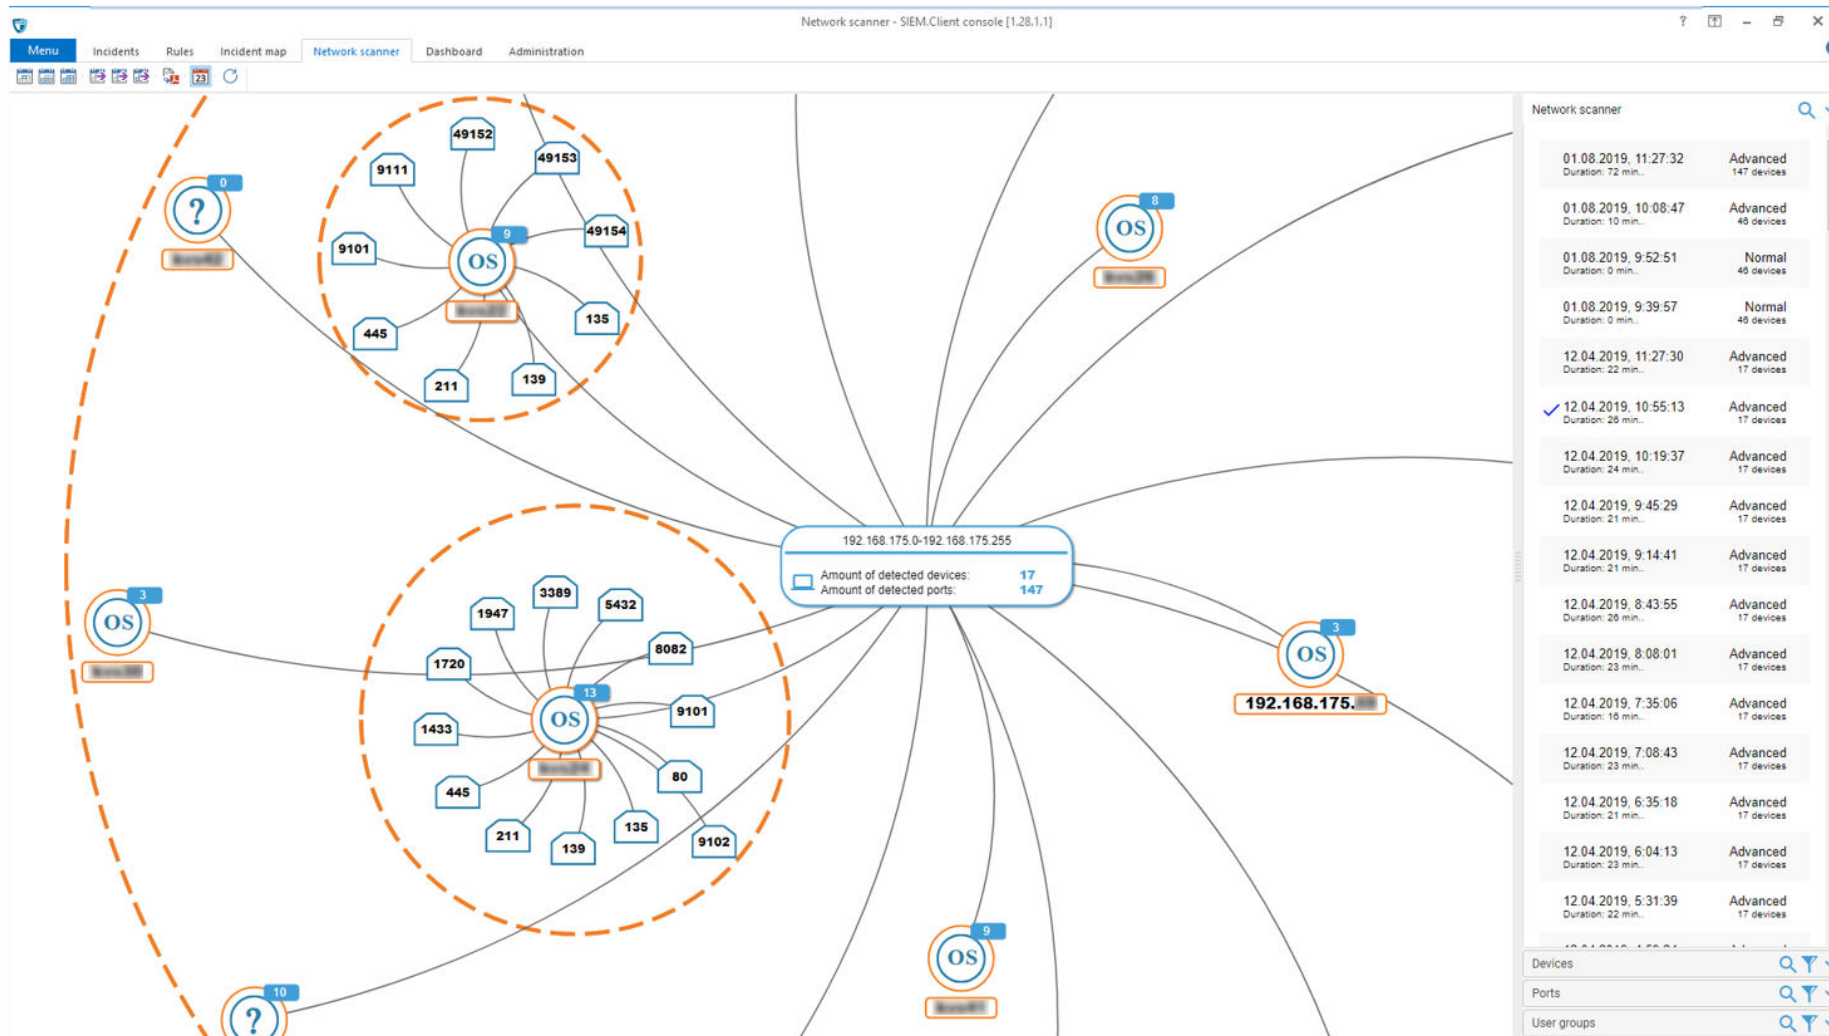 Network scanner - SIEM.Client console [1.28.1.1]
?
Menu Incidents Rules Incident map Network scanner Dashboard Administration
23
0
?
49152
9111
49153
9101
49154
9
OS
445
135
211
139
8
OS
192.168.175.0-192.168.175.255
Amount of detected devices: 17
Amount of detected ports: 147
3
OS
1947
3389
5432
1720
8082
13
OS
1433
9101
445
80
211
139
135
9102
3
OS
192.168.175.
9
OS
10
?
Network scanner
01.08.2019, 11:27:32 Advanced
Duration: 72 min.. 147 devices
01.08.2019, 10:08:47 Advanced
Duration: 10 min.. 46 devices
01.08.2019, 9:52:51 Normal
Duration: 0 min.. 46 devices
01.08.2019, 9:39:57 Normal
Duration: 0 min.. 46 devices
12.04.2019, 11:27:30 Advanced
Duration: 22 min.. 17 devices
12.04.2019, 10:55:13 Advanced
Duration: 26 min.. 17 devices
12.04.2019, 10:19:37 Advanced
Duration: 24 min.. 17 devices
12.04.2019, 9:45:29 Advanced
Duration: 21 min.. 17 devices
12.04.2019, 9:14:41 Advanced
Duration: 21 min.. 17 devices
12.04.2019, 8:43:55 Advanced
Duration: 26 min.. 17 devices
12.04.2019, 8:08:01 Advanced
Duration: 23 min.. 17 devices
12.04.2019, 7:35:06 Advanced
Duration: 16 min.. 17 devices
12.04.2019, 7:08:43 Advanced
Duration: 23 min.. 17 devices
12.04.2019, 6:35:18 Advanced
Duration: 21 min.. 17 devices
12.04.2019, 6:04:13 Advanced
Duration: 23 min.. 17 devices
12.04.2019, 5:31:39 Advanced
Duration: 22 min.. 17 devices
Devices
Ports
User groups